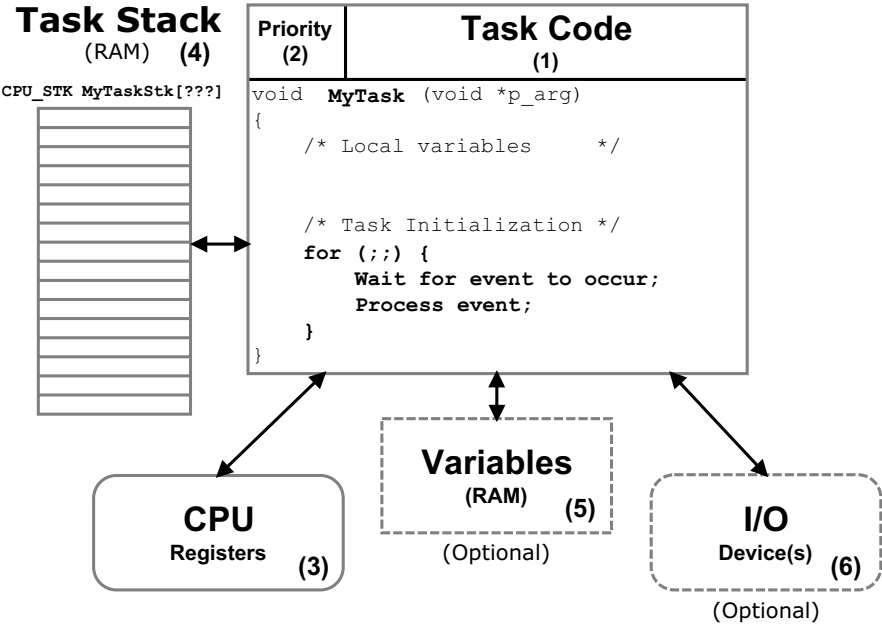 Task Stack
(RAM) (4)
CPU_STK MyTaskStk[???]
Priority
(2)
Task Code
(1)
void MyTask (void *p_arg)
{
/* Local variables */
/* Task Initialization */
for (;;) {
Wait for event to occur;
Process event;
}
}
CPU
Registers
(3)
Variables
(RAM)
(5)
(Optional)
I/O
Device(s)
(6)
(Optional)